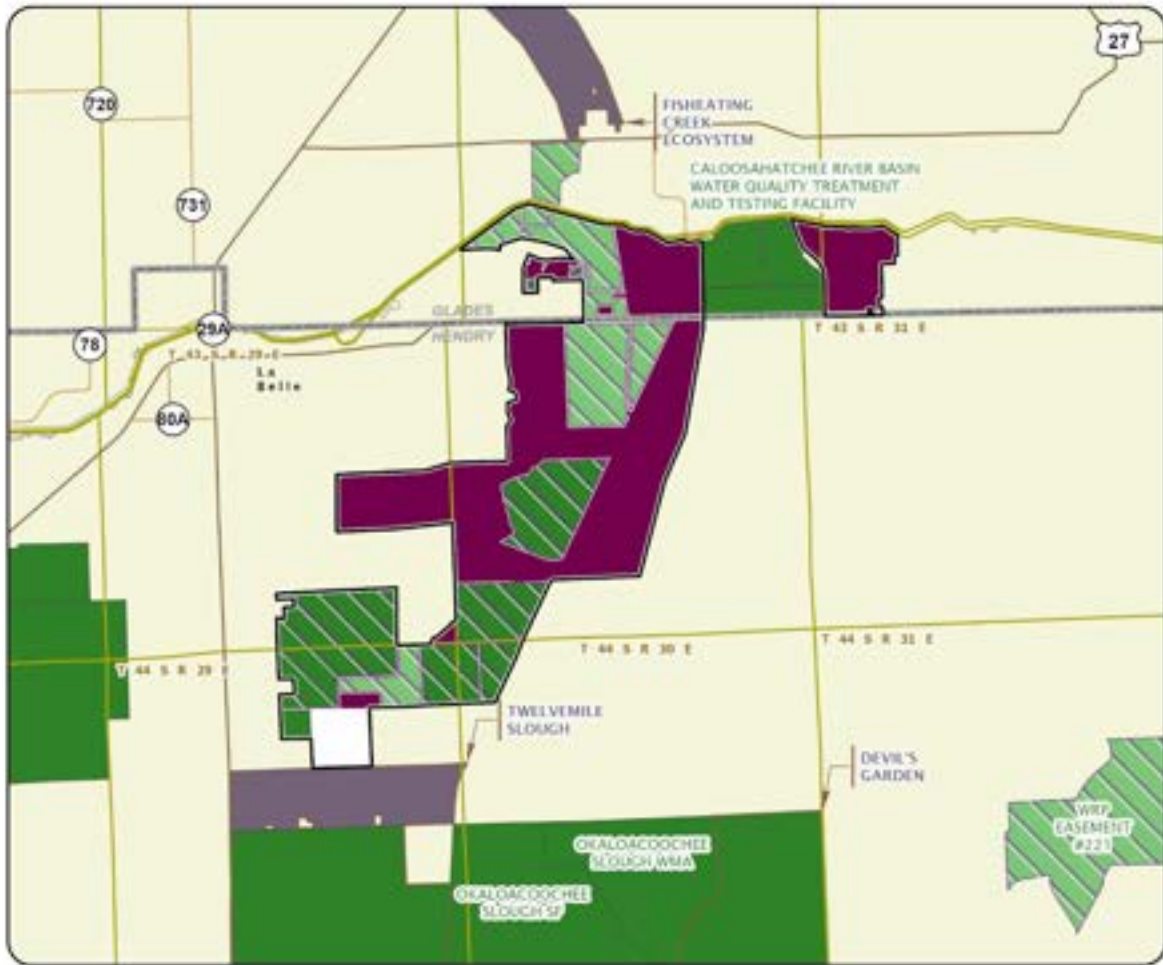 27
720
FISHEATING
CREEK
ECOSYSTEM
CALOOSAHATCHEE RIVER BASIN
WATER QUALITY TREATMENT
AND TESTING FACILITY
731
GLADES
HENDRY
29A
78
T 43 S R 29 E
T 43 S R 31 E
La
Belle
80A
T 44 S R 29 E
T 44 S R 30 E
T 44 S R 31 E
TWELVEMILE
SLOUGH
DEVIL'S
GARDEN
WRP
EASEMENT
#221
OKALOACOOCHEE
SLOUGH WMA
OKALOACOOCHEE
SLOUGH SF